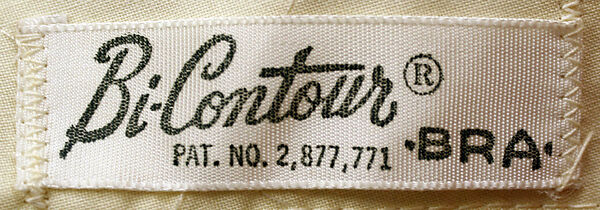 Bi-Contour®
PAT. NO. 2,877,771 ·BRA·